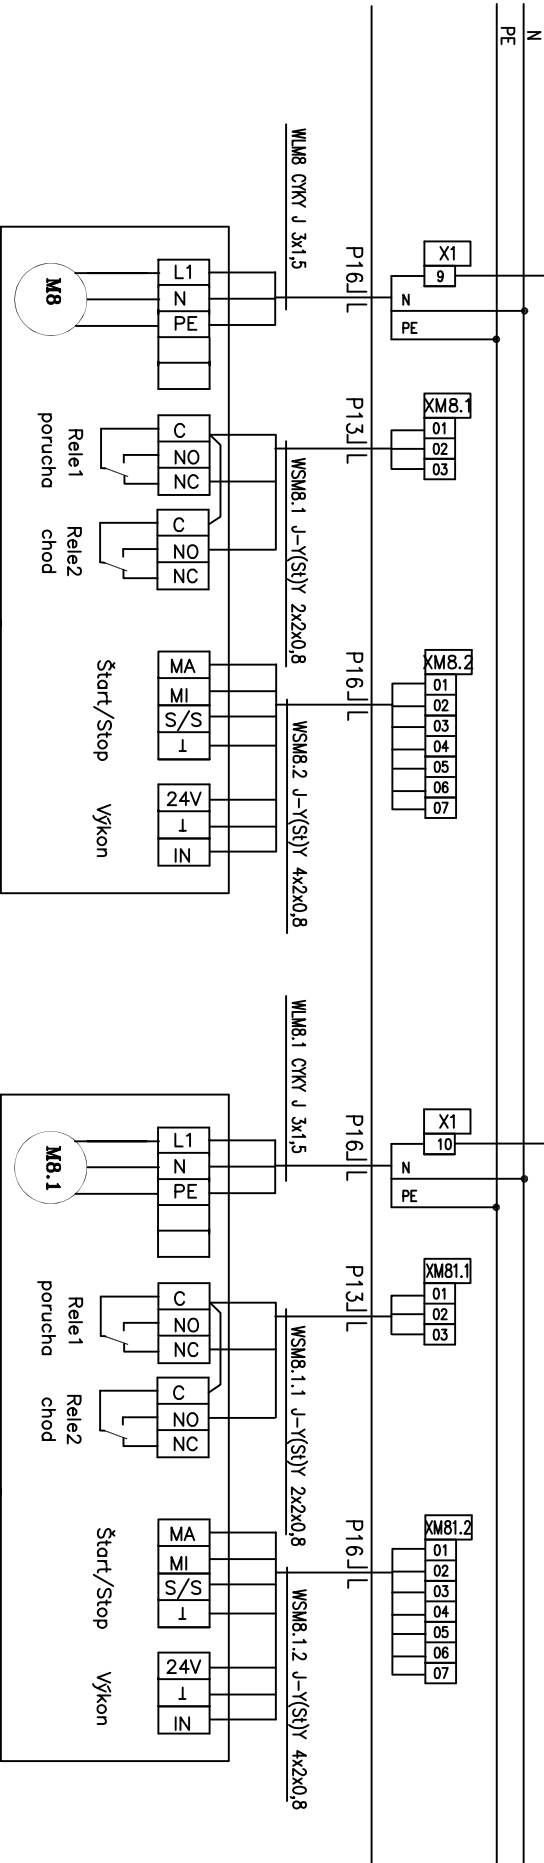 N
PE
WLM8 CYKY J 3x1,5
P16
X1
9
N
PE
L1
N
PE
M8
P13
XM8.1
01
02
03
C
NO
NC
Rele1
porucha
WSM8.1 J-Y(St)Y 2x2x0,8
C
NO
NC
Rele2
chod
P16
XM8.2
01
02
03
04
05
06
07
MA
MI
S/S
⊥
Štart/Stop
WSM8.2 J-Y(St)Y 4x2x0,8
24V
⊥
IN
Výkon
WLM8.1 CYKY J 3x1,5
P16
X1
10
N
PE
L1
N
PE
M8.1
P13
XM81.1
01
02
03
C
NO
NC
Rele1
porucha
WSM8.1.1 J-Y(St)Y 2x2x0,8
C
NO
NC
Rele2
chod
P16
XM81.2
01
02
03
04
05
06
07
MA
MI
S/S
⊥
Štart/Stop
WSM8.1.2 J-Y(St)Y 4x2x0,8
24V
⊥
IN
Výkon